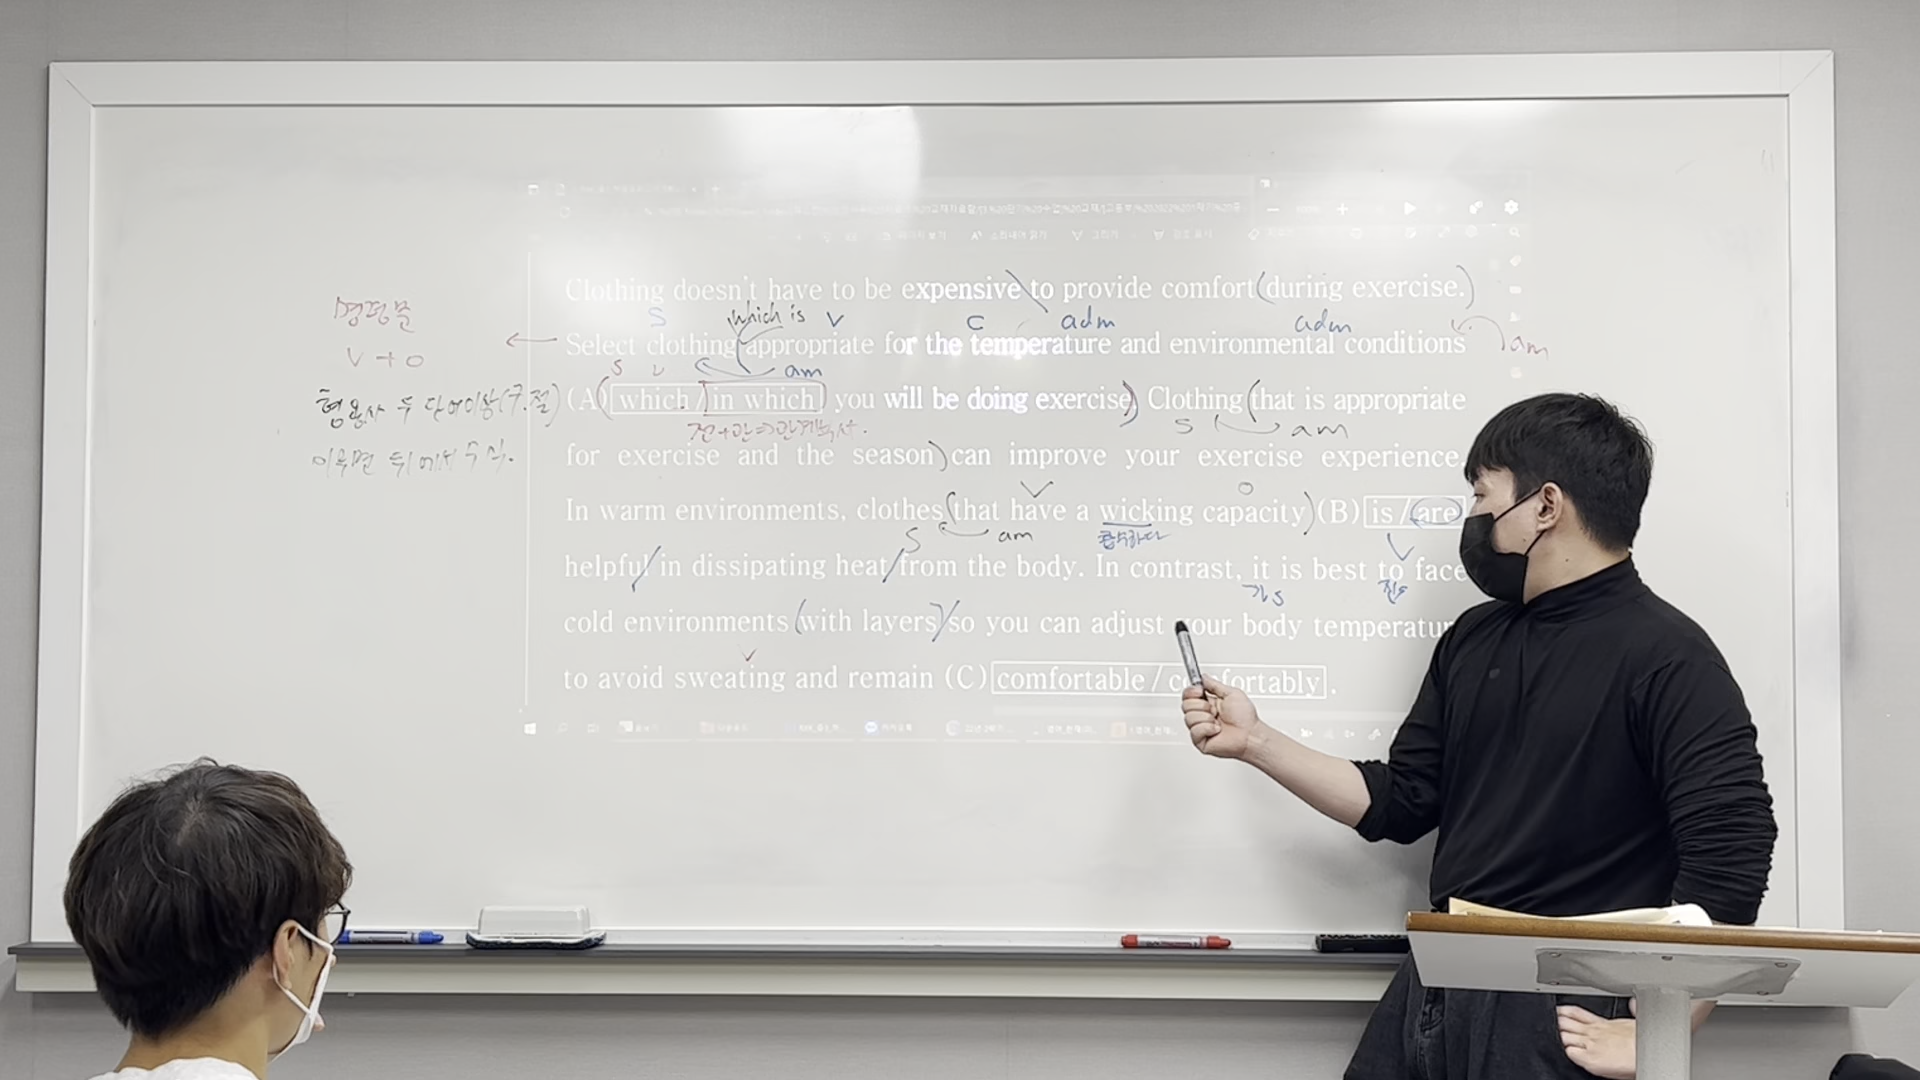 Clothing doesn't have to be expensive to provide comfort (during exercise.)
S which is V C adm adm
명령문
Select clothing appropriate for the temperature and environmental conditions
V + O
S V am am
형용사 두 단어이상(구.절)
(A) (which / in which you will be doing exercise) Clothing (that is appropriate
전+관⇒관계부사.
S am
이루면 뒤에서 수식.
for exercise and the season) can improve your exercise experience.
V O
In warm environments, clothes (that have a wicking capacity) (B) is / are
S am 흡수하다 V
helpful / in dissipating heat / from the body. In contrast, it is best to face
가S 진S
cold environments (with layers) / so you can adjust your body temperatur
V
to avoid sweating and remain (C) comfortable / comfortably .